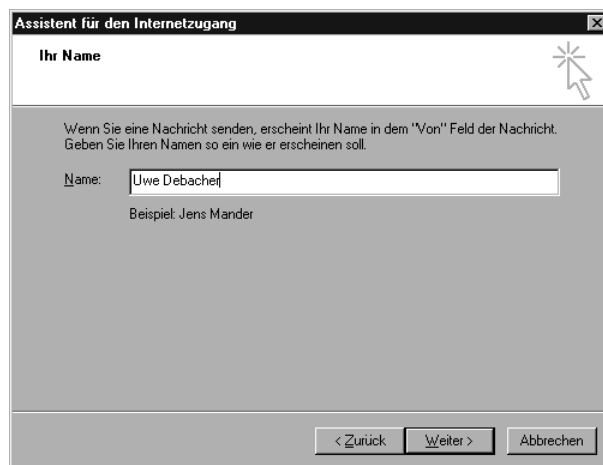 Assistent für den Internetzugang
Ihr Name
Wenn Sie eine Nachricht senden, erscheint Ihr Name in dem "Von" Feld der Nachricht.
Geben Sie Ihren Namen so ein wie er erscheinen soll.
Name: Uwe Debacher
Beispiel: Jens Mander
< Zurück Weiter > Abbrechen